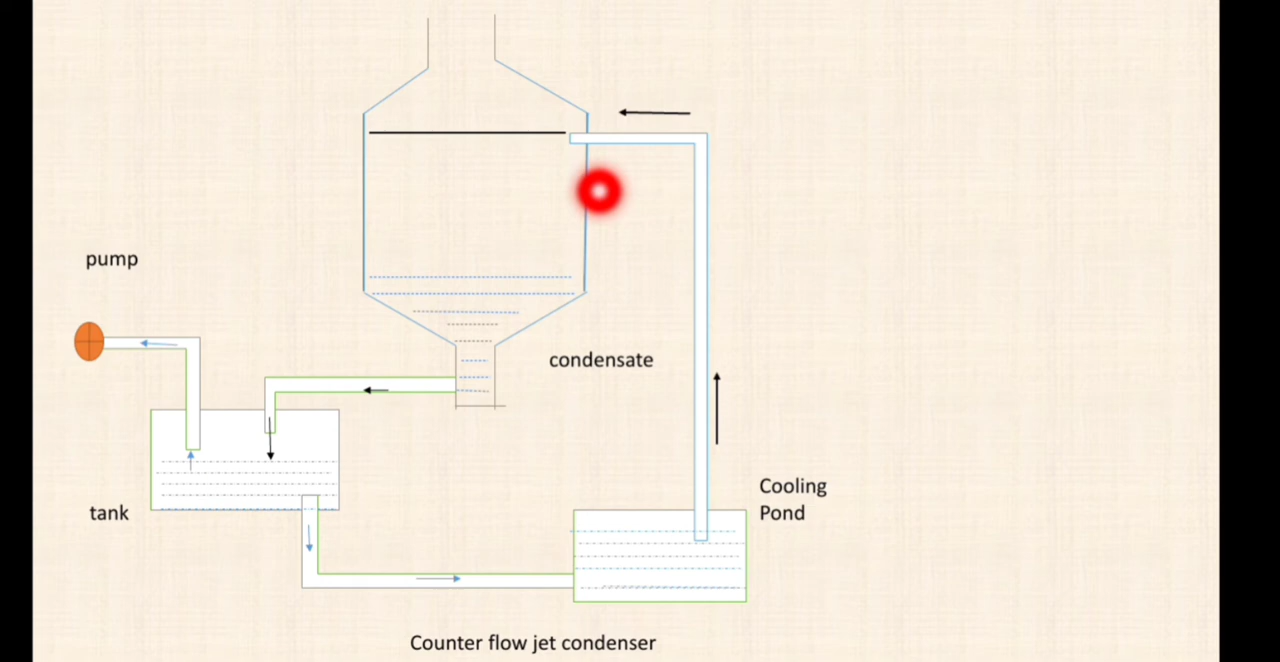 pump
condensate
Cooling
Pond
tank
Counter flow jet condenser